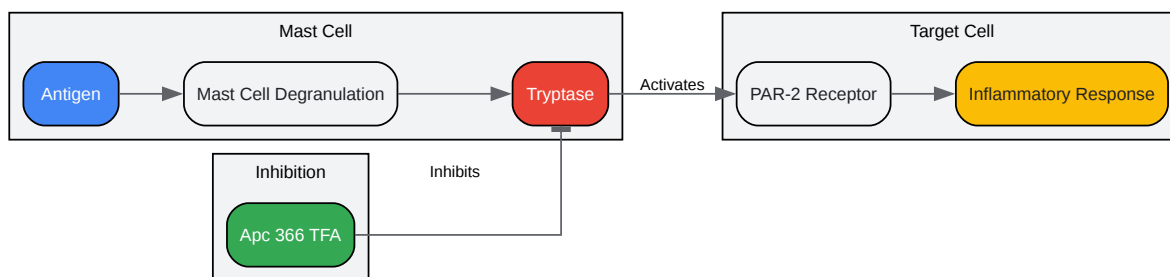 Mast Cell
Target Cell
Antigen
Mast Cell Degranulation
Tryptase
Activates
PAR-2 Receptor
Inflammatory Response
Inhibition
Inhibits
Apc 366 TFA